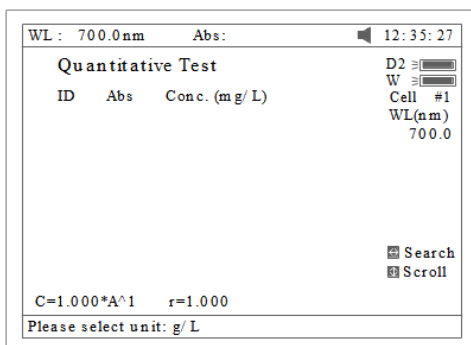 WL: 700.0nm Abs: 12:35:27
Quantitative Test
ID Abs Conc.(mg/L)
D2
W
Cell #1
WL(nm)
700.0
Search
Scroll
C=1.000*A^1 r=1.000
Please select unit: g/L